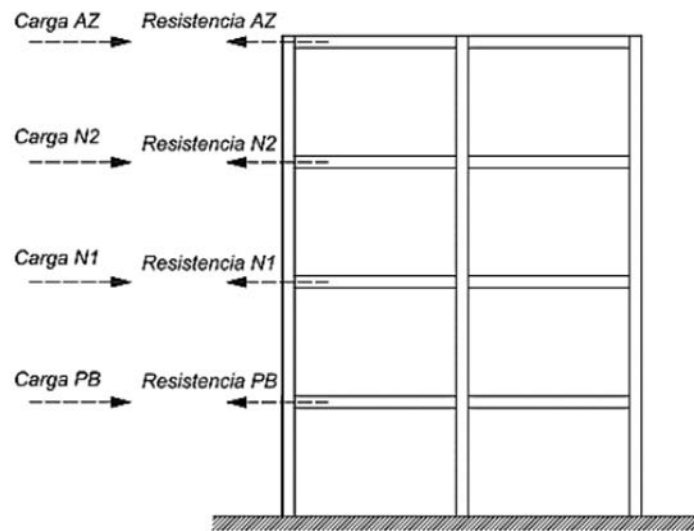 Carga AZ Resistencia AZ
Carga N2 Resistencia N2
Carga N1 Resistencia N1
Carga PB Resistencia PB